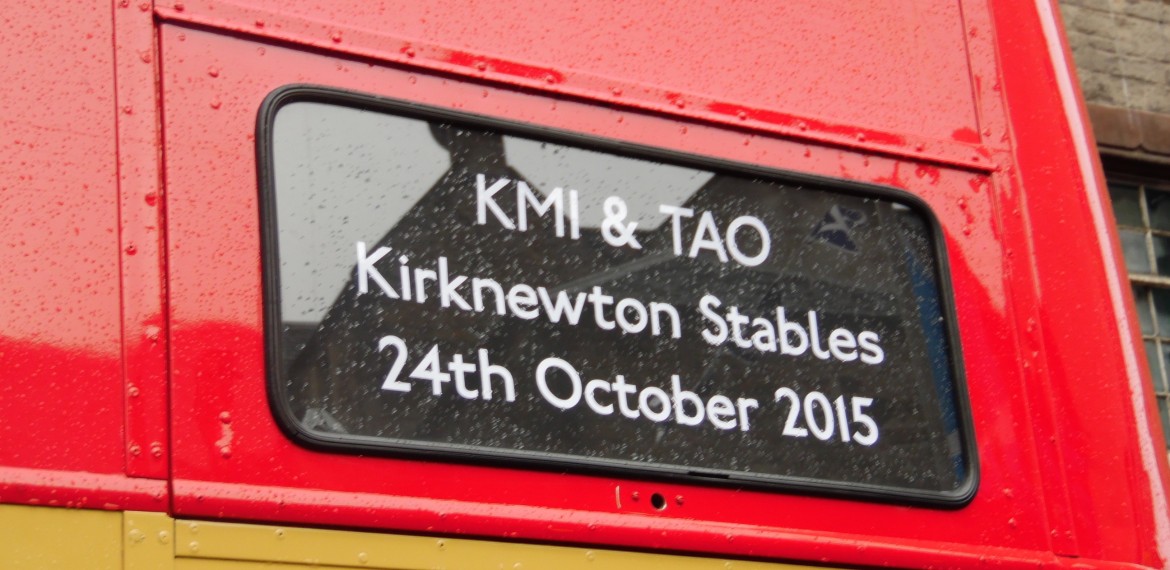 KMI & TAO
Kirknewton Stables
24th October 2015